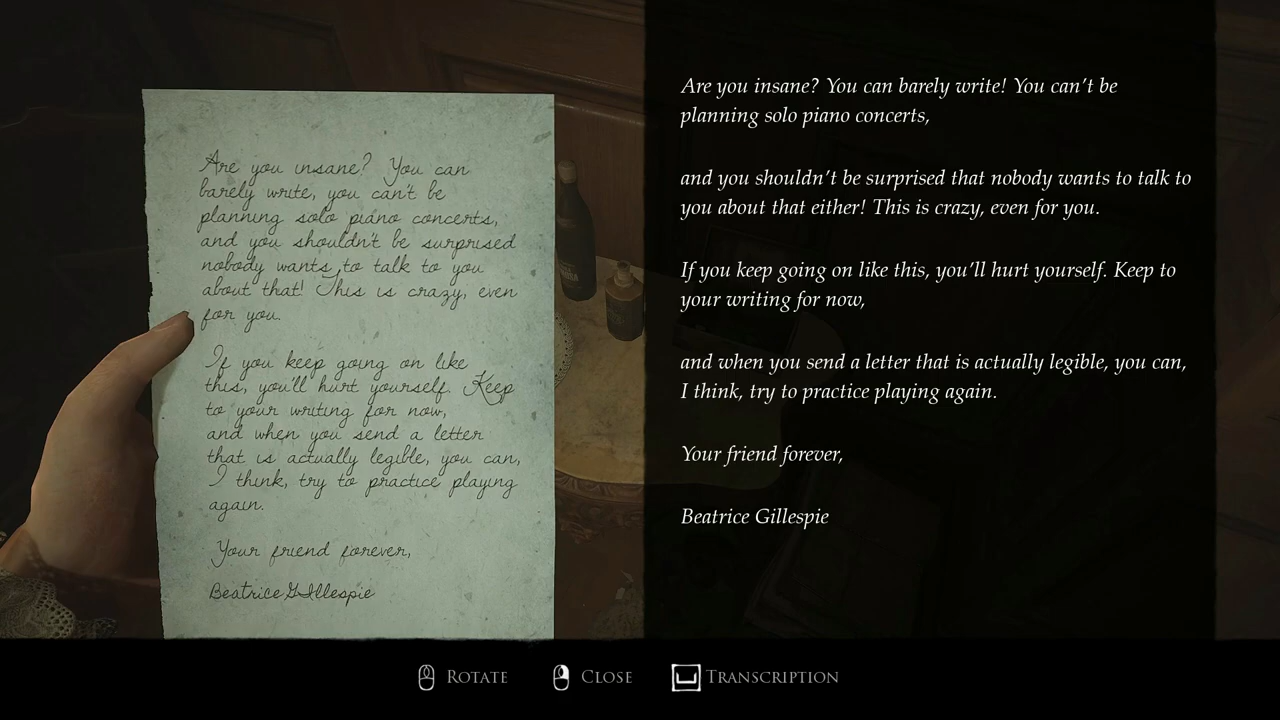 Are you insane? You can
barely write, you can't be
planning solo piano concerts,
and you shouldn't be surprised
nobody wants to talk to you
about that! This is crazy, even
for you.
If you keep going on like
this, you'll hurt yourself. Keep
to your writing for now,
and when you send a letter
that is actually legible, you can,
I think, try to practice playing
again.
Your friend forever,
Beatrice GIllespie
Are you insane? You can barely write! You can't be
planning solo piano concerts,
and you shouldn't be surprised that nobody wants to talk to
you about that either! This is crazy, even for you.
If you keep going on like this, you'll hurt yourself. Keep to
your writing for now,
and when you send a letter that is actually legible, you can,
I think, try to practice playing again.
Your friend forever,
Beatrice Gillespie
Rotate Close Transcription